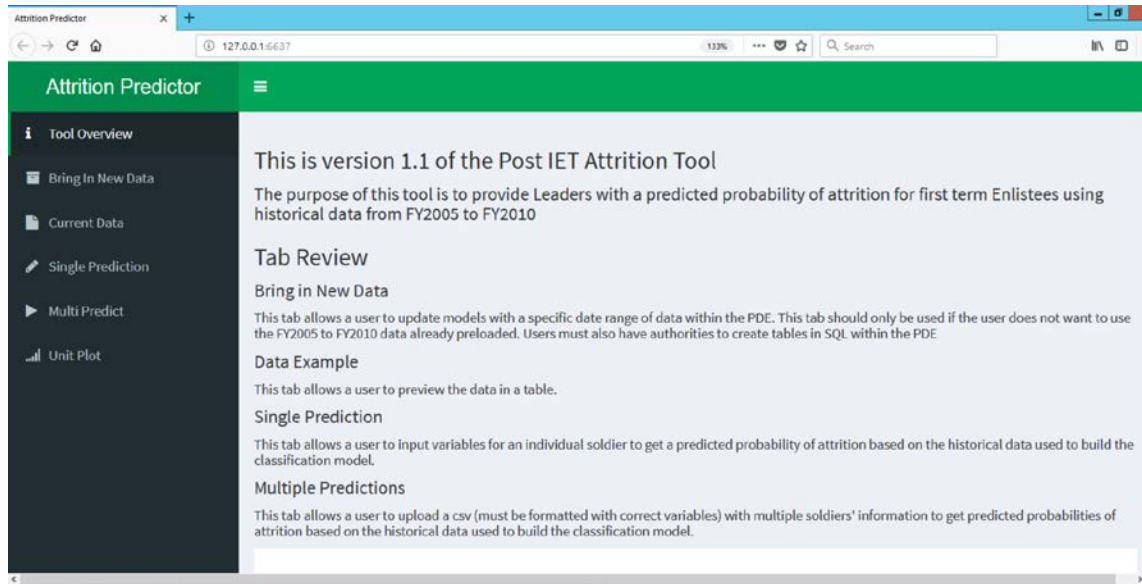 Attrition Predictor
127.0.0.1:6637
133%
Search
Attrition Predictor
Tool Overview
Bring In New Data
Current Data
Single Prediction
Multi Predict
Unit Plot
This is version 1.1 of the Post IET Attrition Tool
The purpose of this tool is to provide Leaders with a predicted probability of attrition for first term Enlistees using
historical data from FY2005 to FY2010
Tab Review
Bring in New Data
This tab allows a user to update models with a specific date range of data within the PDE. This tab should only be used if the user does not want to use
the FY2005 to FY2010 data already preloaded. Users must also have authorities to create tables in SQL within the PDE
Data Example
This tab allows a user to preview the data in a table.
Single Prediction
This tab allows a user to input variables for an individual soldier to get a predicted probability of attrition based on the historical data used to build the
classification model.
Multiple Predictions
This tab allows a user to upload a csv (must be formatted with correct variables) with multiple soldiers' information to get predicted probabilities of
attrition based on the historical data used to build the classification model.